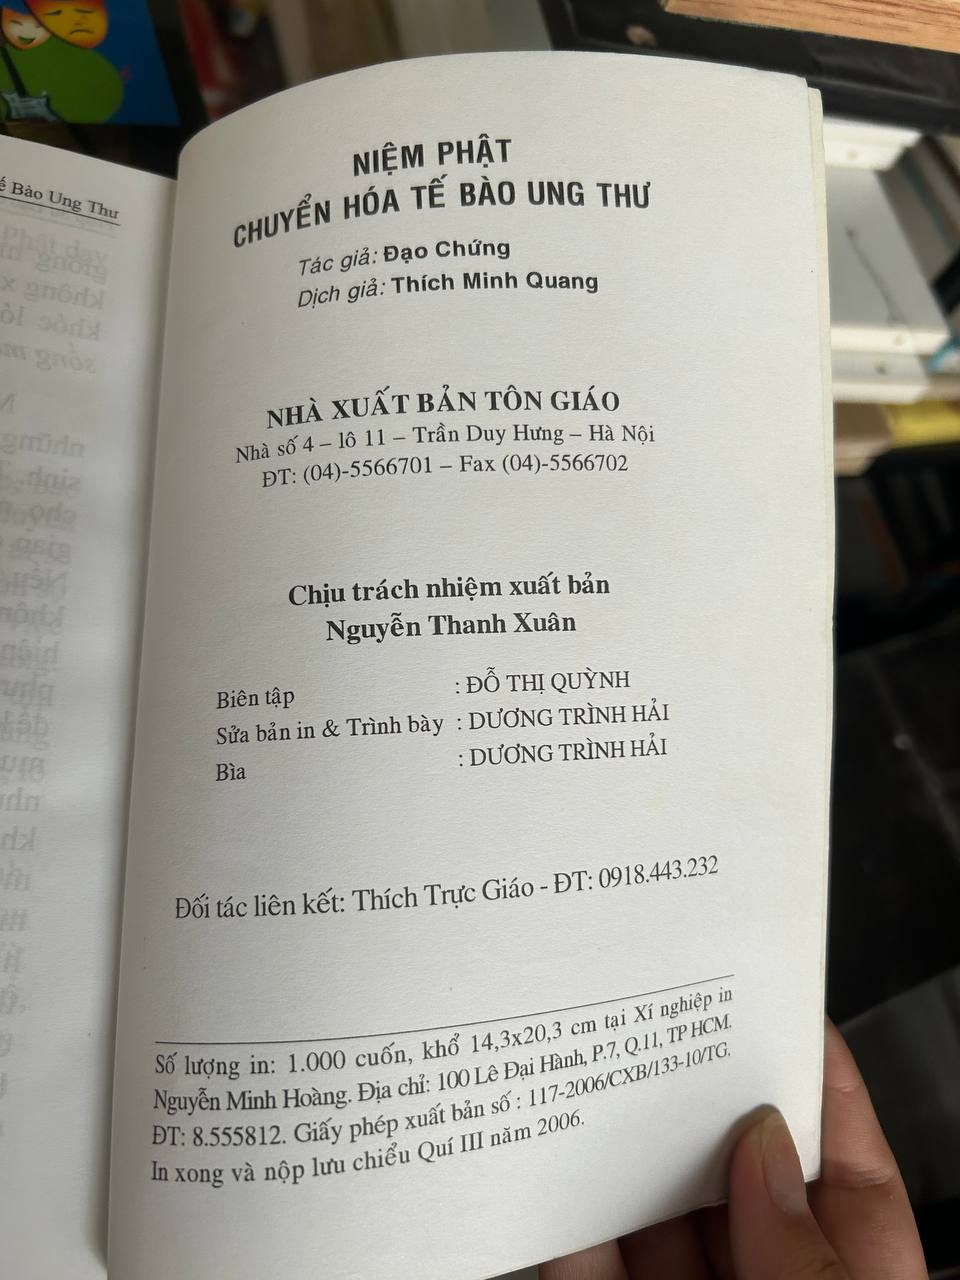 ế Bào Ung Thư
NIỆM PHẬT
CHUYỂN HÓA TẾ BÀO UNG THƯ
Tác giả: Đạo Chứng
Dịch giả: Thích Minh Quang
NHÀ XUẤT BẢN TÔN GIÁO
Nhà số 4 – lô 11 – Trần Duy Hưng – Hà Nội
ĐT: (04)-5566701 – Fax (04)-5566702
Chịu trách nhiệm xuất bản
Nguyễn Thanh Xuân
Biên tập : ĐỖ THỊ QUỲNH
Sửa bản in & Trình bày : DƯƠNG TRÌNH HẢI
Bìa : DƯƠNG TRÌNH HẢI
Đối tác liên kết: Thích Trực Giáo - ĐT: 0918.443.232
Số lượng in: 1.000 cuốn, khổ 14,3x20,3 cm tại Xí nghiệp in
Nguyễn Minh Hoàng. Địa chỉ: 100 Lê Đại Hành, P.7, Q.11, TP HCM.
ĐT: 8.555812. Giấy phép xuất bản số : 117-2006/CXB/133-10/TG.
In xong và nộp lưu chiểu Quí III năm 2006.